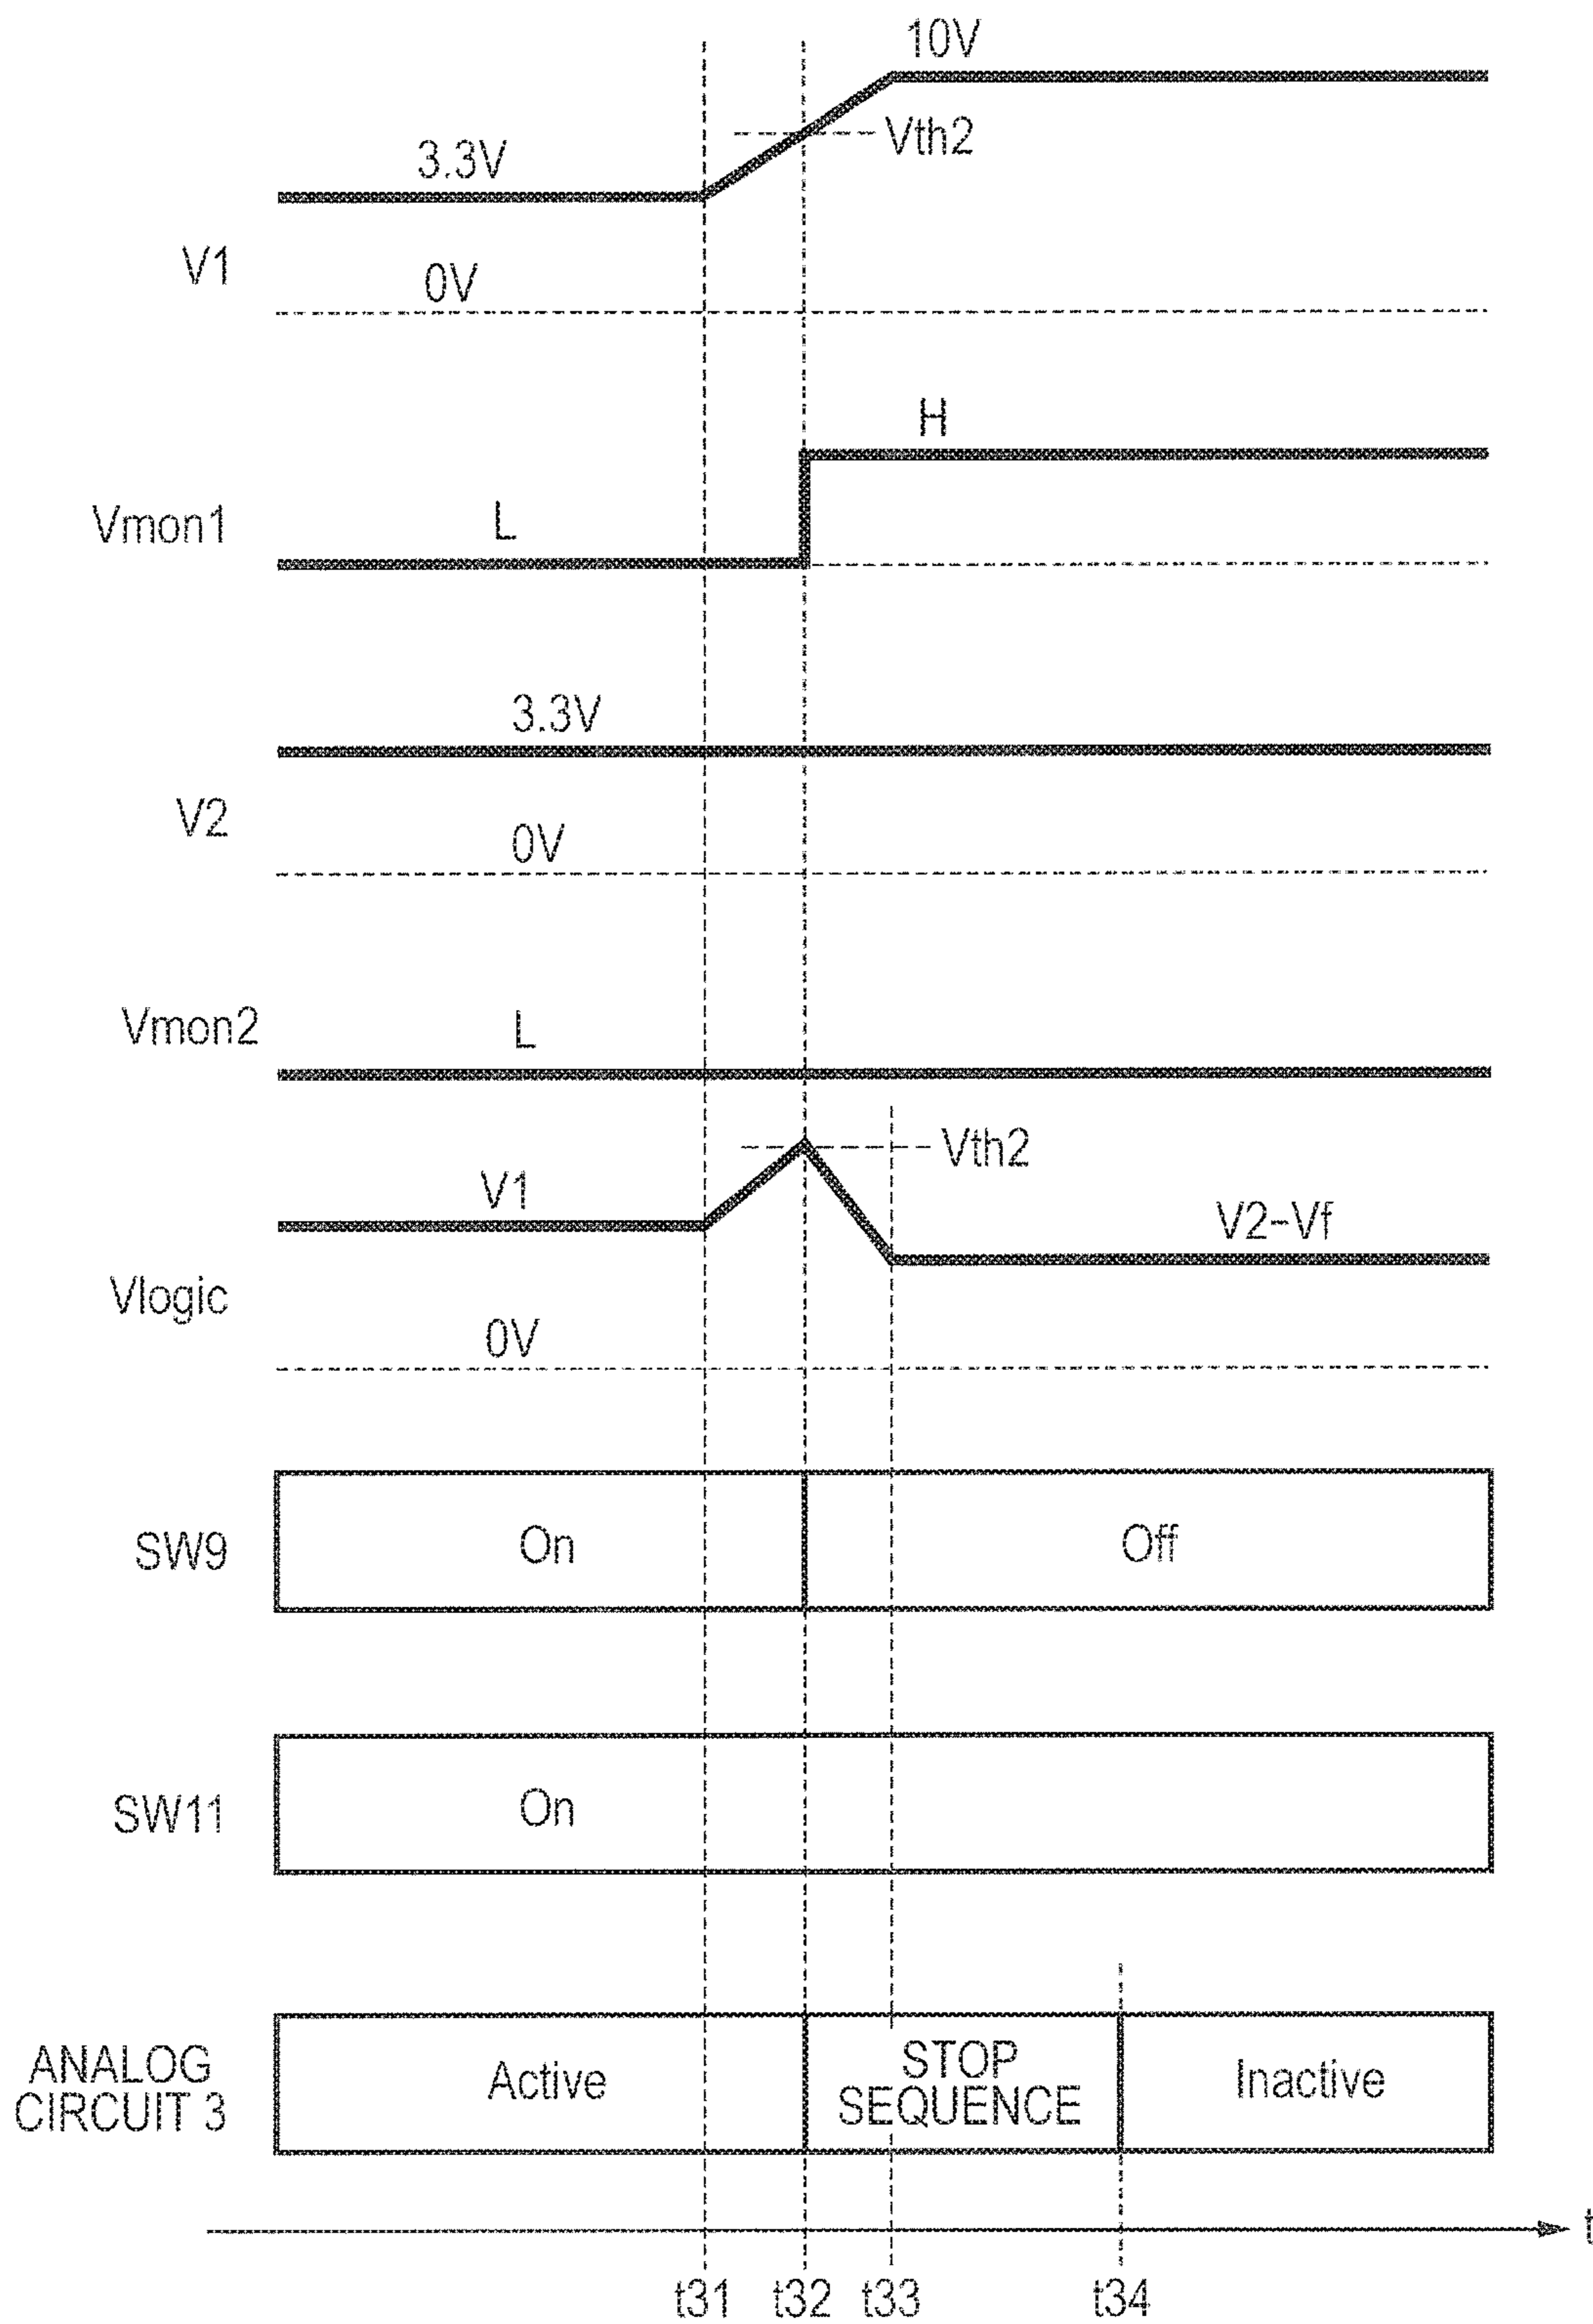 10V
Vth2
3.3V
V1
0V
H
Vmon1
L
3.3V
V2
0V
Vmon2
L
Vth2
V1
V2-Vf
Vlogic
0V
SW9
On
Off
SW11
On
ANALOG
CIRCUIT 3
Active
STOP
SEQUENCE
Inactive
t
t31
t32
t33
t34